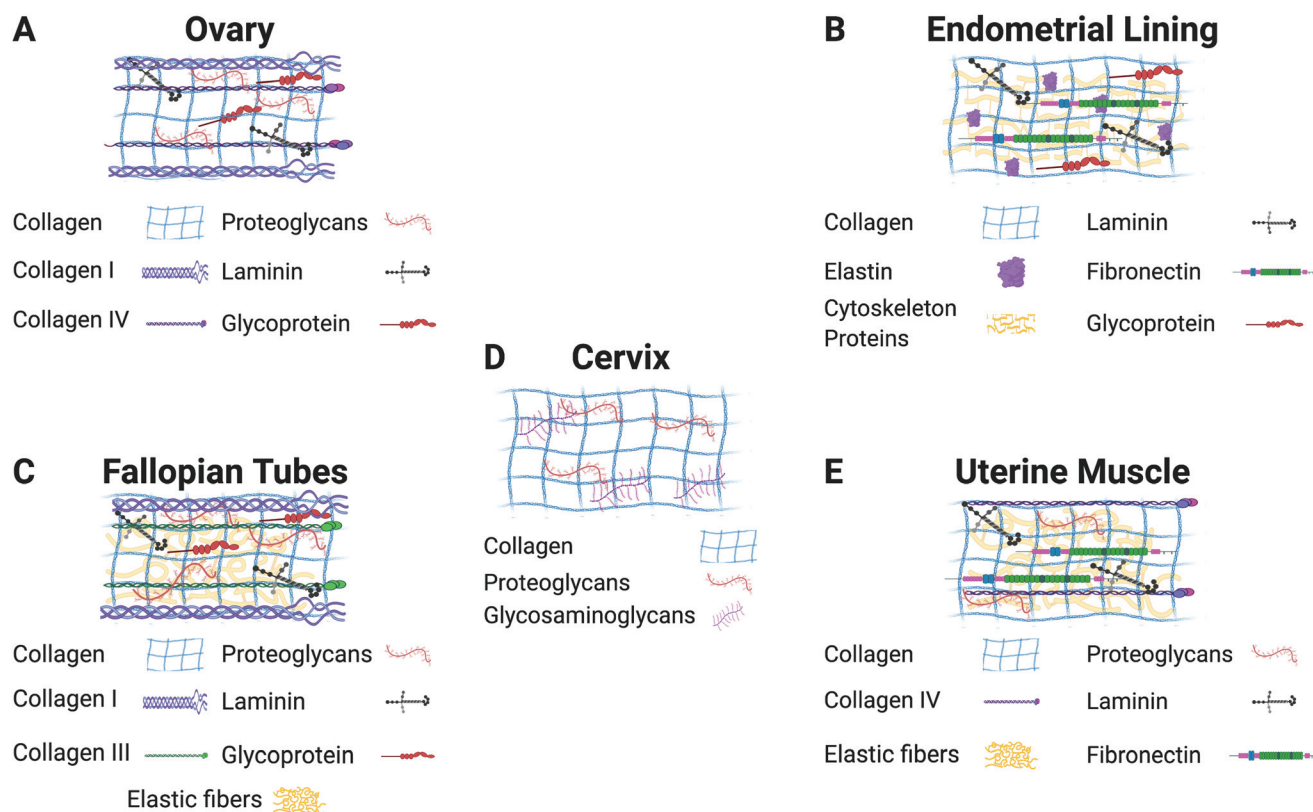 A Ovary
Collagen Proteoglycans
Collagen I Laminin
Collagen IV Glycoprotein
B Endometrial Lining
Collagen Laminin
Elastin Fibronectin
Cytoskeleton
Proteins Glycoprotein
C Fallopian Tubes
Collagen Proteoglycans
Collagen I Laminin
Collagen III Glycoprotein
Elastic fibers
D Cervix
Collagen
Proteoglycans
Glycosaminoglycans
E Uterine Muscle
Collagen Proteoglycans
Collagen IV Laminin
Elastic fibers Fibronectin